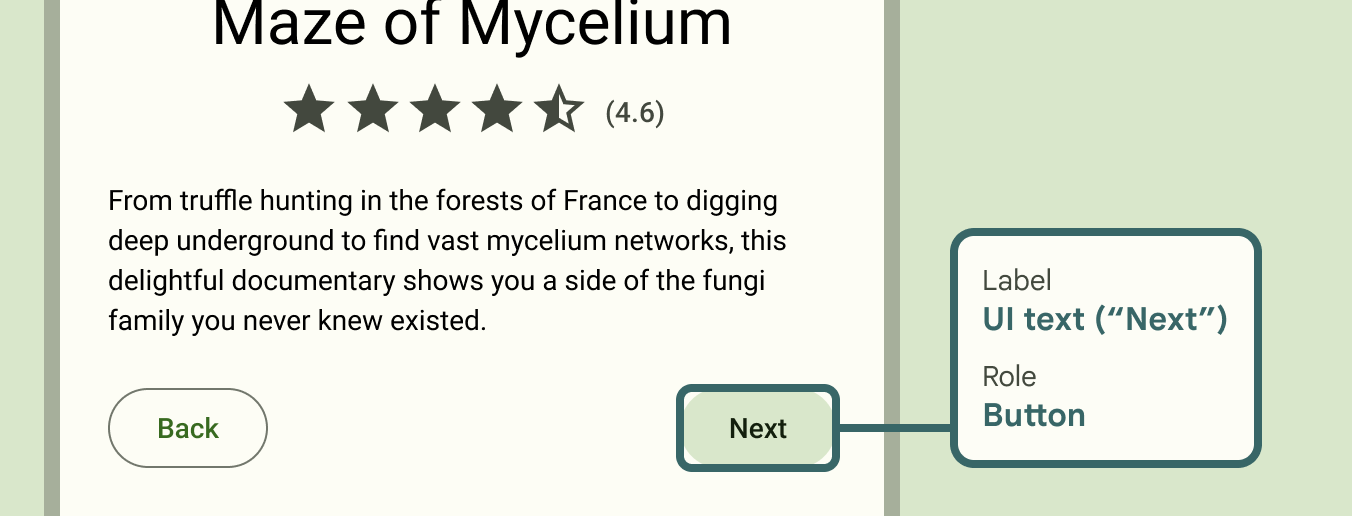 Maze of Mycelium
(4.6)
From truffle hunting in the forests of France to digging
deep underground to find vast mycelium networks, this
delightful documentary shows you a side of the fungi
family you never knew existed.
Back
Next
Label
UI text (“Next”)
Role
Button